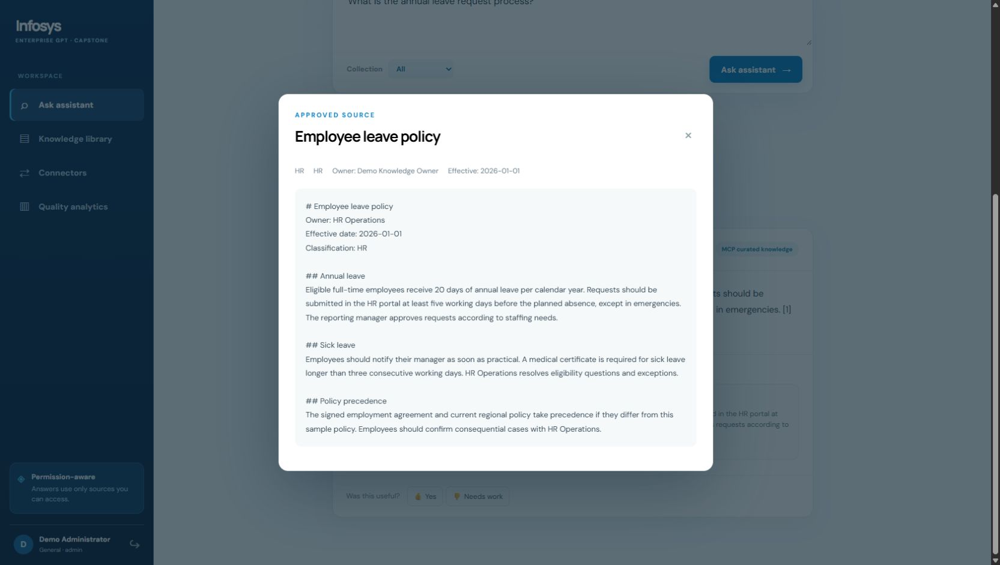 Infosys
ENTERPRISE GPT · CAPSTONE
WORKSPACE
Ask assistant
Knowledge library
Connectors
Quality analytics
Permission-aware
Answers use only sources you
can access.
D
Demo Administrator
General · admin
What is the annual leave request process?
Collection
All
Ask assistant →
APPROVED SOURCE
Employee leave policy
×
HR HR Owner: Demo Knowledge Owner Effective: 2026-01-01
# Employee leave policy
Owner: HR Operations
Effective date: 2026-01-01
Classification: HR
## Annual leave
Eligible full-time employees receive 20 days of annual leave per calendar year. Requests should be
submitted in the HR portal at least five working days before the planned absence, except in emergencies.
The reporting manager approves requests according to staffing needs.
## Sick leave
Employees should notify their manager as soon as practical. A medical certificate is required for sick leave
longer than three consecutive working days. HR Operations resolves eligibility questions and exceptions.
## Policy precedence
The signed employment agreement and current regional policy take precedence if they differ from this
sample policy. Employees should confirm consequential cases with HR Operations.
MCP curated knowledge
should be
in emergencies. [1]
in the HR portal at
requests according to
Was this useful?
Yes
Needs work